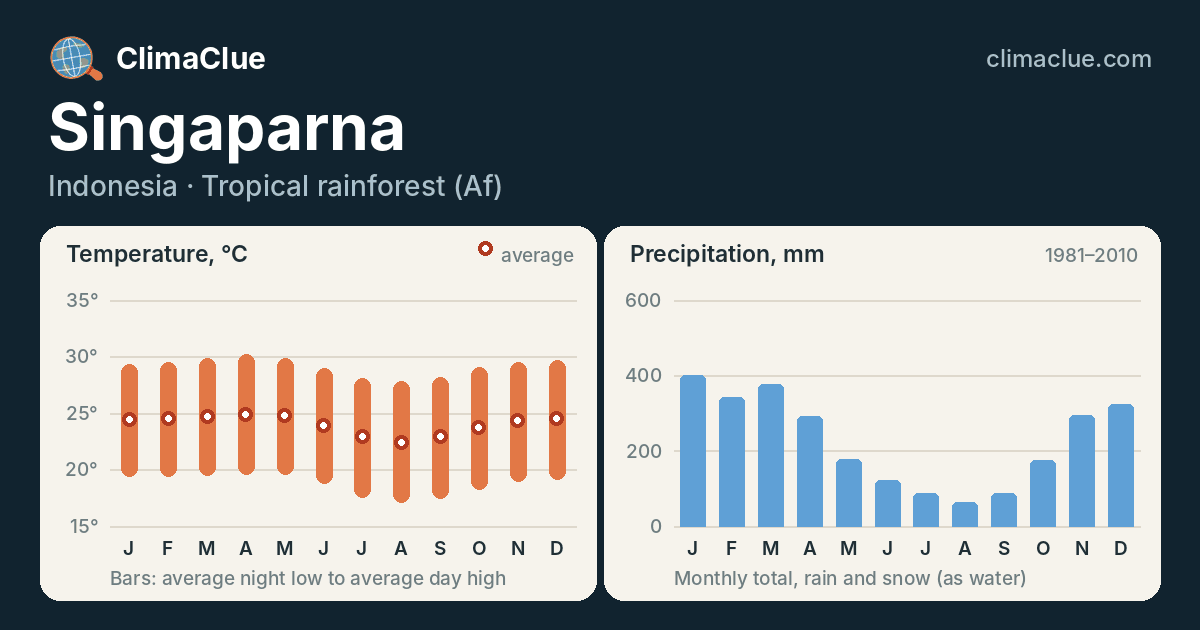 ClimaClue
climaclue.com
Singaparna
Indonesia · Tropical rainforest (Af)
Temperature, °C
average
35°
30°
25°
20°
15°
J F M A M J J A S O N D
Bars: average night low to average day high
Precipitation, mm
1981–2010
600
400
200
0
J F M A M J J A S O N D
Monthly total, rain and snow (as water)